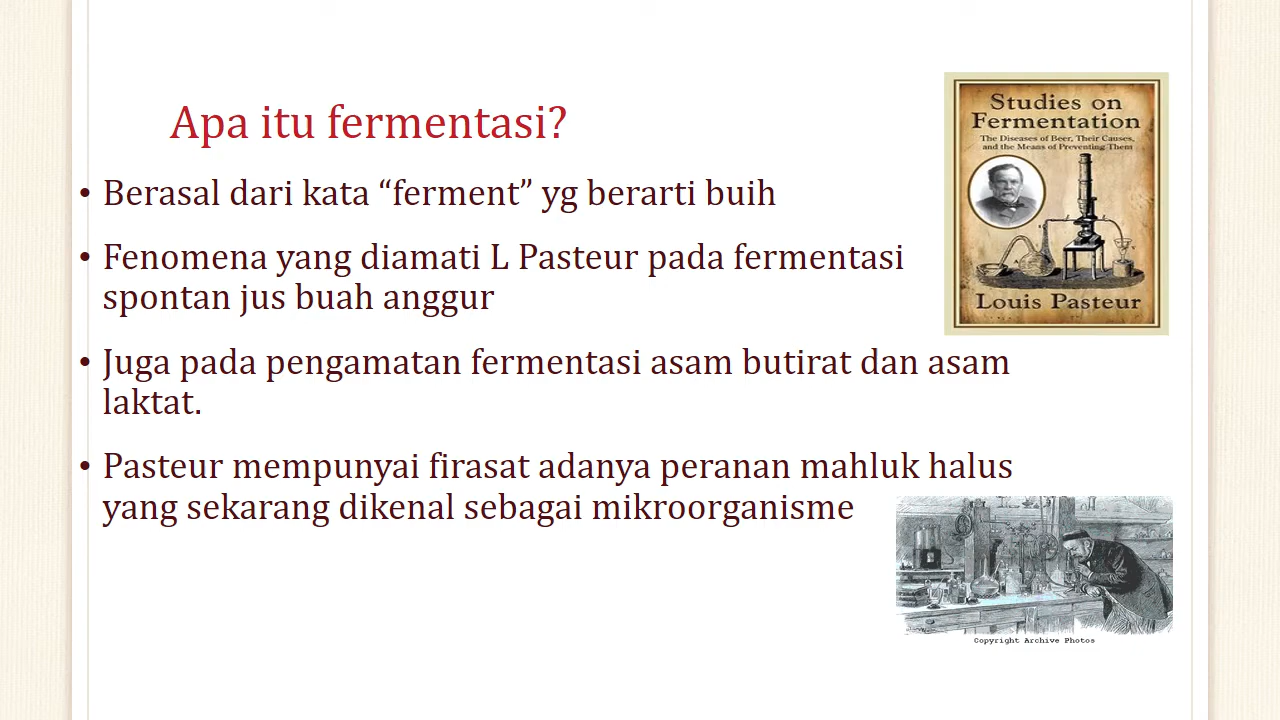 Apa itu fermentasi?
• Berasal dari kata “ferment” yg berarti buih
• Fenomena yang diamati L Pasteur pada fermentasi
spontan jus buah anggur
• Juga pada pengamatan fermentasi asam butirat dan asam
laktat.
• Pasteur mempunyai firasat adanya peranan mahluk halus
yang sekarang dikenal sebagai mikroorganisme
Studies on
Fermentation
The Diseases of Beer, Their Causes,
and the Means of Preventing Them
Louis Pasteur
Copyright Archive Photos